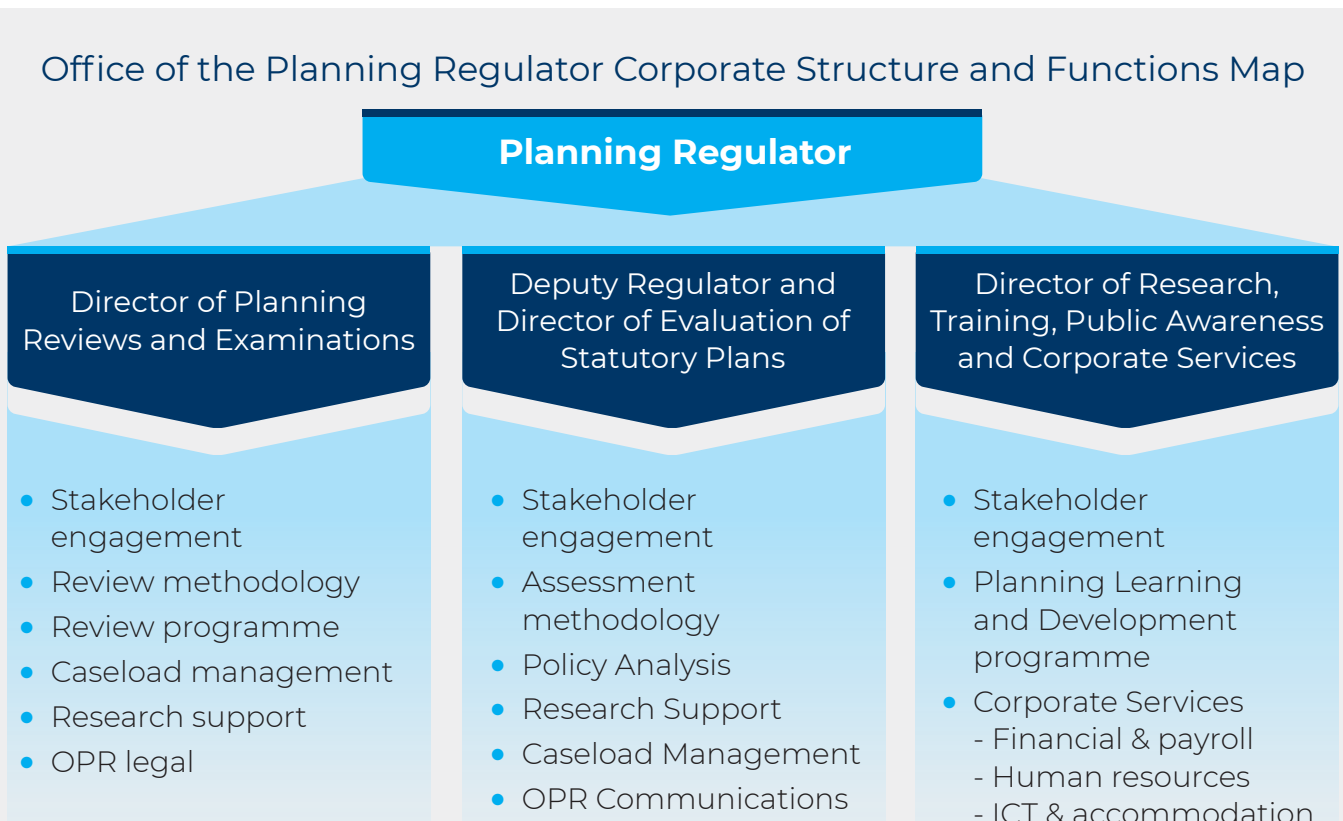 Office of the Planning Regulator Corporate Structure and Functions Map
Planning Regulator
Director of Planning
Reviews and Examinations
Deputy Regulator and
Director of Evaluation of
Statutory Plans
Director of Research,
Training, Public Awareness
and Corporate Services
• Stakeholder
engagement
• Review methodology
• Review programme
• Caseload management
• Research support
• OPR legal
• Stakeholder
engagement
• Assessment
methodology
• Policy Analysis
• Research Support
• Caseload Management
• OPR Communications
• Stakeholder
engagement
• Planning Learning
and Development
programme
• Corporate Services
- Financial & payroll
- Human resources
- ICT & accommodation